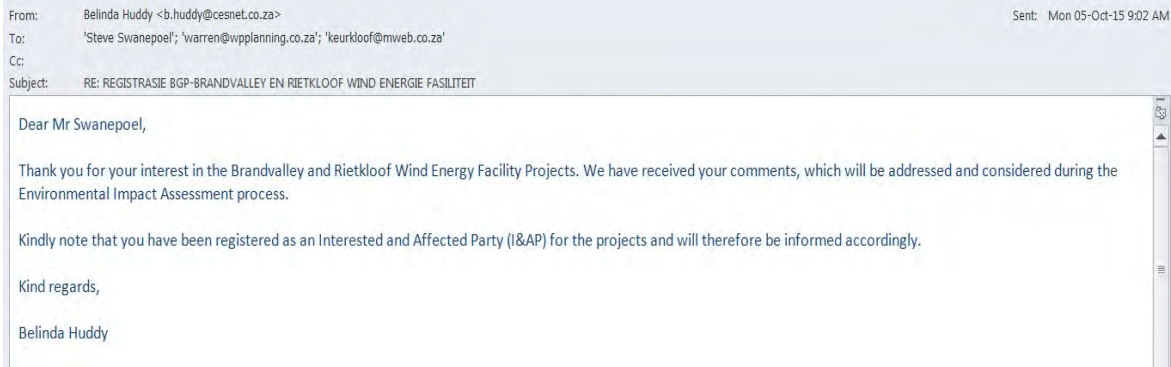 From: Belinda Huddy <b.huddy@cesnet.co.za> Sent: Mon 05-Oct-15 9:02 AM
To: 'Steve Swanepoel'; 'warren@wpplanning.co.za'; 'keurkloof@mweb.co.za'
Cc:
Subject: RE: REGISTRASIE BGP-BRANDVALLEY EN RIETKLOOF WIND ENERGIE FASILITEIT
Dear Mr Swanepoel,
Thank you for your interest in the Brandvalley and Rietkloof Wind Energy Facility Projects. We have received your comments, which will be addressed and considered during the
Environmental Impact Assessment process.
Kindly note that you have been registered as an Interested and Affected Party (I&AP) for the projects and will therefore be informed accordingly.
Kind regards,
Belinda Huddy